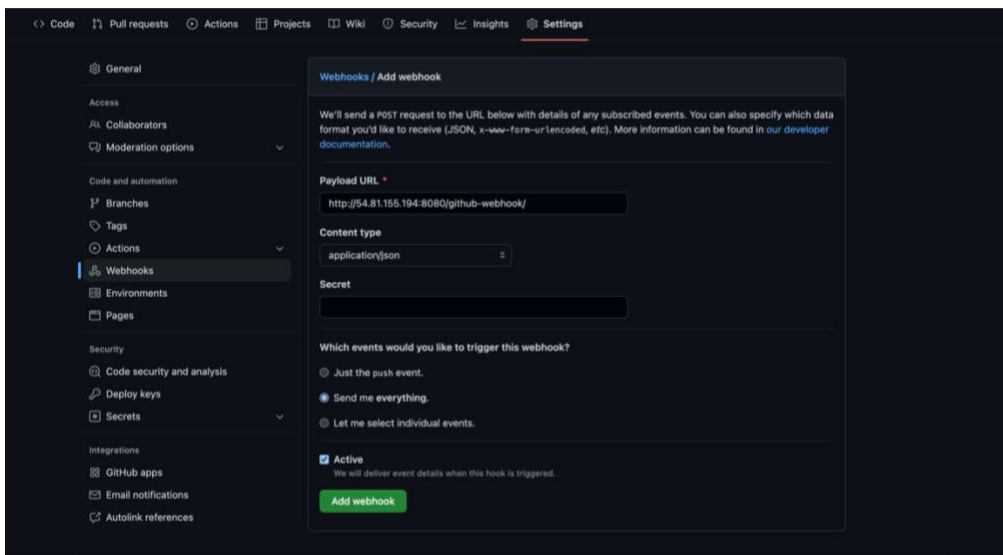 Code Pull requests Actions Projects Wiki Security Insights Settings
General
Access
Collaborators
Moderation options
Code and automation
Branches
Tags
Actions
Webhooks
Environments
Pages
Security
Code security and analysis
Deploy keys
Secrets
Integrations
GitHub apps
Email notifications
Autolink references
Webhooks / Add webhook
We'll send a POST request to the URL below with details of any subscribed events. You can also specify which data
format you'd like to receive (JSON, x-www-form-urlencoded, etc). More information can be found in our developer
documentation.
Payload URL *
http://54.81.155.194:8080/github-webhook/
Content type
application/json
Secret
Which events would you like to trigger this webhook?
Just the push event.
Send me everything.
Let me select individual events.
Active
We will deliver event details when this hook is triggered.
Add webhook